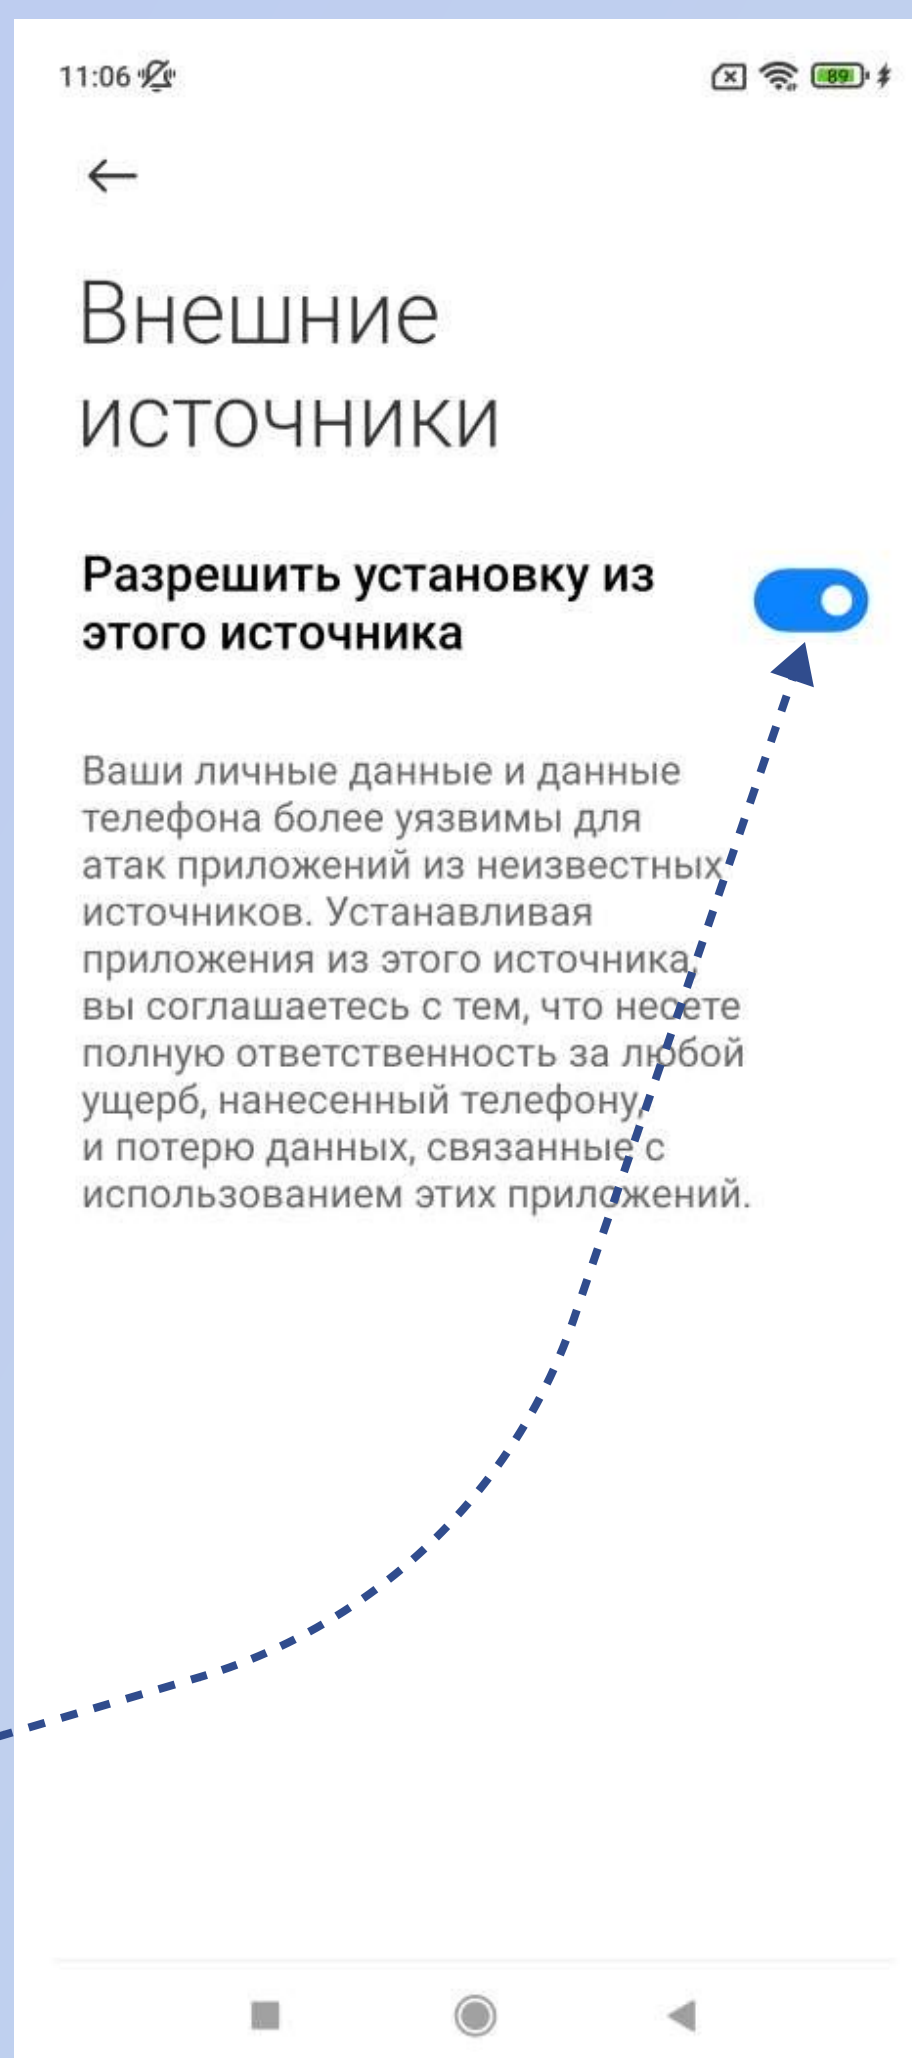 11:06
89
Внешние
источники
Разрешить установку из
этого источника
Ваши личные данные и данные
телефона более уязвимы для
атак приложений из неизвестных
источников. Устанавливая
приложения из этого источника,
вы соглашаетесь с тем, что несете
полную ответственность за любой
ущерб, нанесенный телефону,
и потерю данных, связанные с
использованием этих приложений.